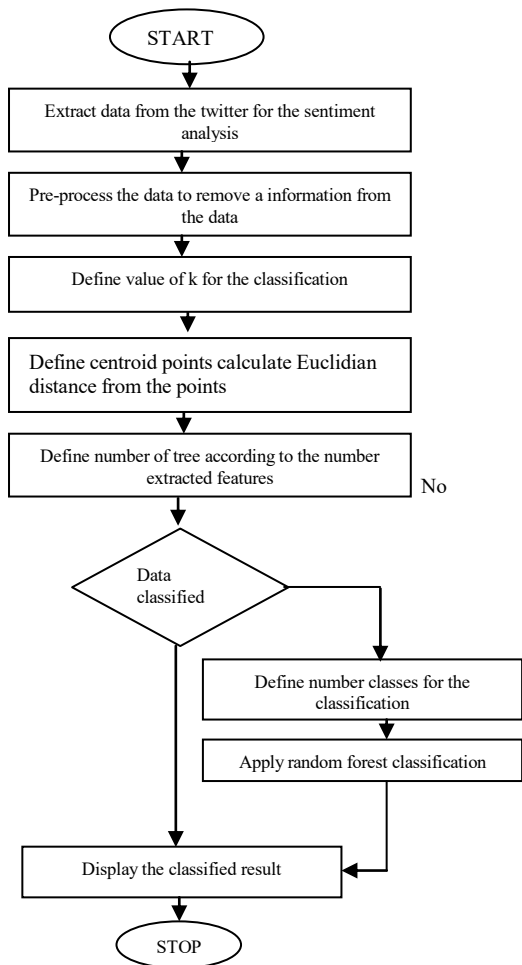 START
Extract data from the twitter for the sentiment
analysis
Pre-process the data to remove a information from
the data
Define value of k for the classification
Define centroid points calculate Euclidian
distance from the points
Define number of tree according to the number
extracted features
No
Data
classified
Define number classes for the
classification
Apply random forest classification
Display the classified result
STOP